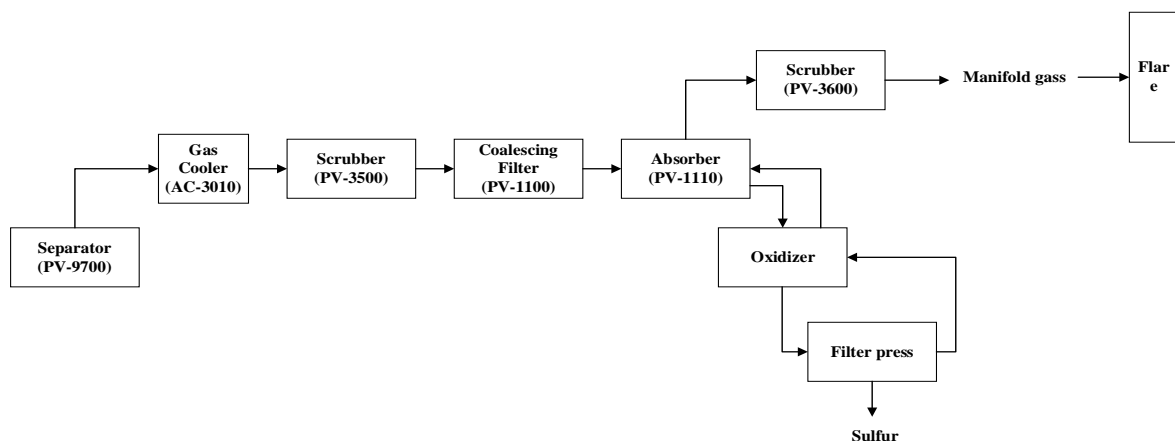 Scrubber
(PV-3600)
Manifold gass
Flar
e
Gas
Cooler
(AC-3010)
Scrubber
(PV-3500)
Coalescing
Filter
(PV-1100)
Absorber
(PV-1110)
Separator
(PV-9700)
Oxidizer
Filter press
Sulfur